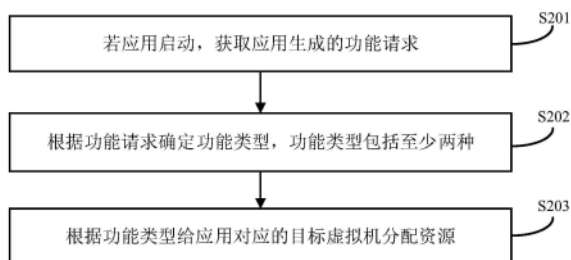 S201
若应用启动，获取应用生成的功能请求
S202
根据功能请求确定功能类型，功能类型包括至少两种
S203
根据功能类型给应用对应的目标虚拟机分配资源